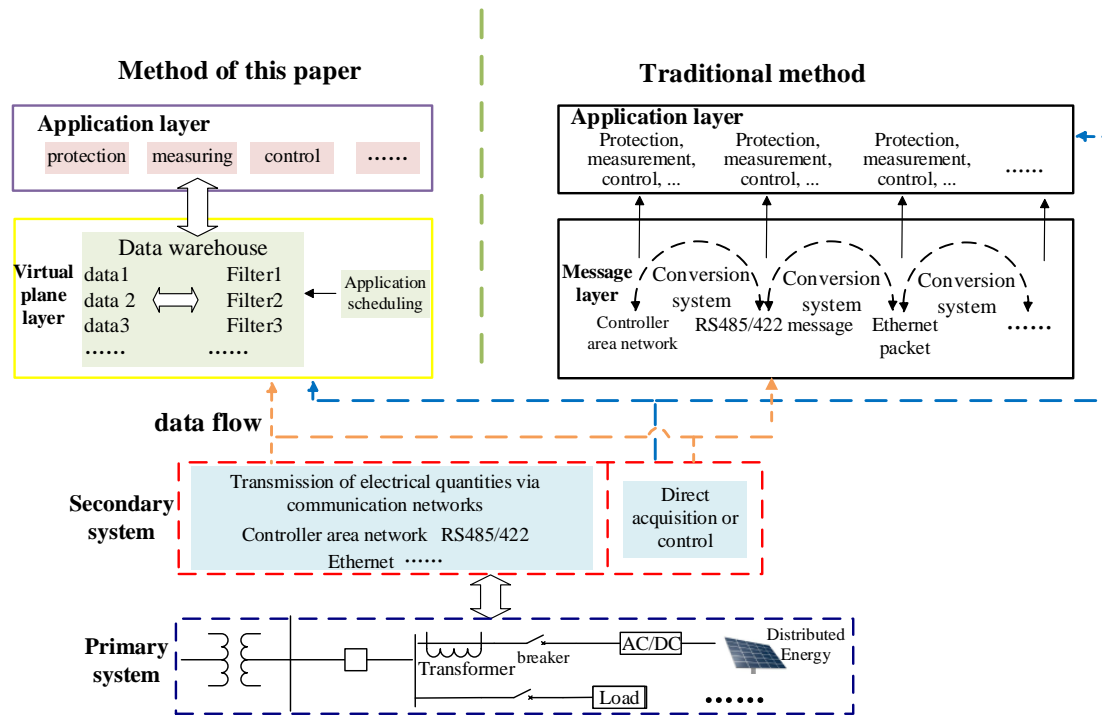 Method of this paper
Traditional method
Application layer
protection measuring control ......
Virtual
plane
layer
Data warehouse
data1 Filter1
data 2 Filter2
data3 Filter3
...... ......
Application
scheduling
Application layer
Protection,
measurement,
control, ...
Protection,
measurement,
control, ...
Protection,
measurement,
control, ...
......
Message
layer
Conversion
system
Conversion
system
Conversion
system
Controller
area network
RS485/422 message
Ethernet
packet
......
data flow
Secondary
system
Transmission of electrical quantities via
communication networks
Controller area network RS485/422
Ethernet ......
Direct
acquisition or
control
Primary
system
Transformer
breaker
AC/DC
Distributed
Energy
Load
......